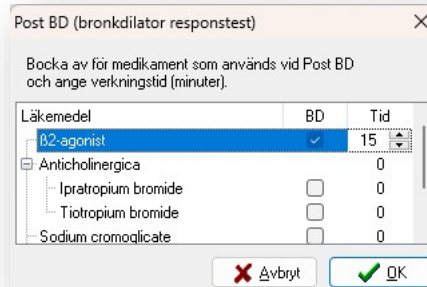 Post BD (bronkdilator responstest)
Bocka av för medikament som används vid Post BD
och ange verkningstid (minuter).
Läkemedel BD Tid
ß2-agonist 15
Anticholinergica 0
Ipratropium bromide 0
Tiotropium bromide 0
Sodium cromoglicate 0
Avbryt OK